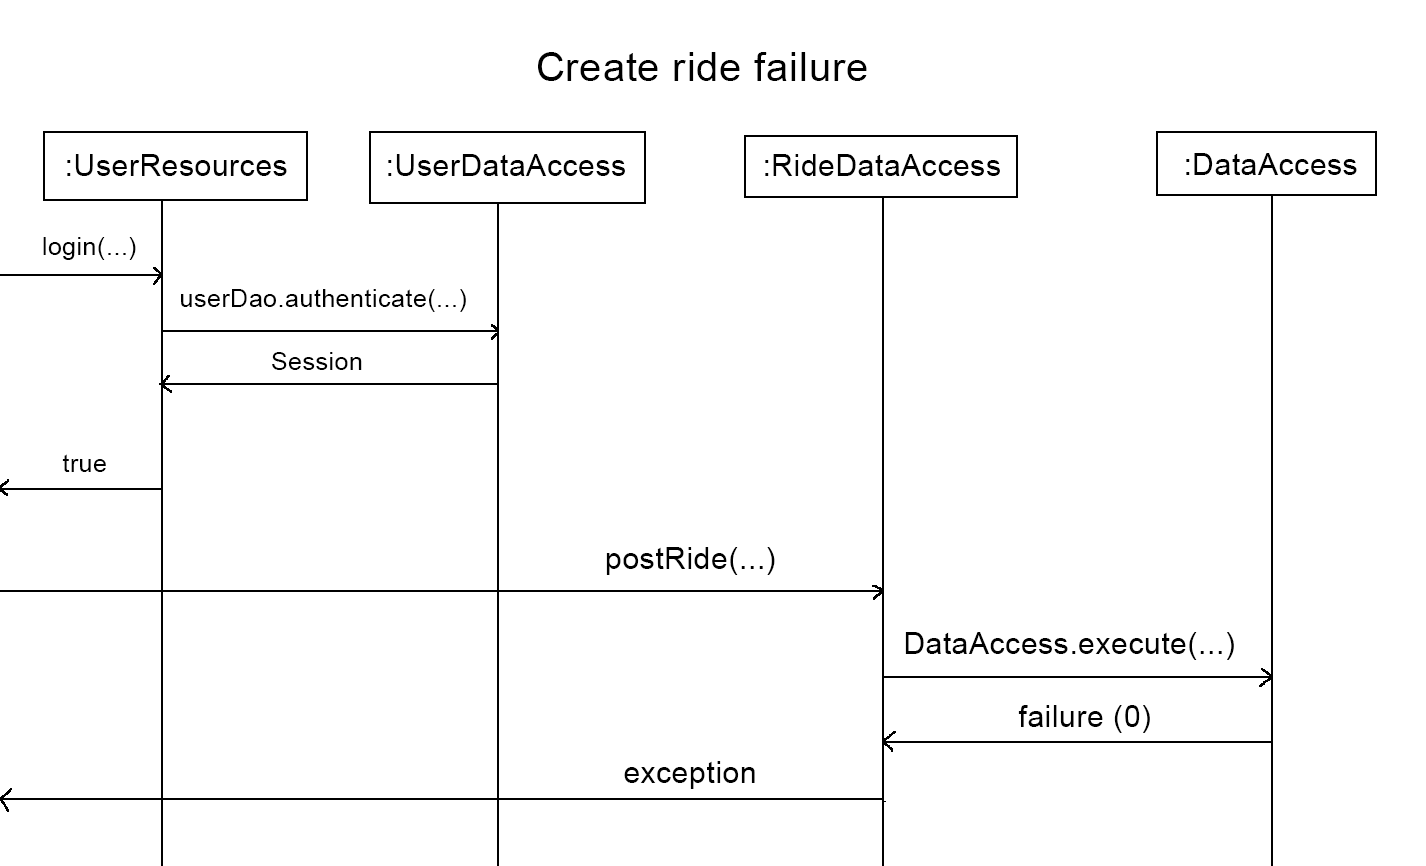 Create ride failure
:UserResources
:UserDataAccess
:RideDataAccess
:DataAccess
login(...)
userDao.authenticate(...)
Session
true
postRide(...)
DataAccess.execute(...)
failure (0)
exception